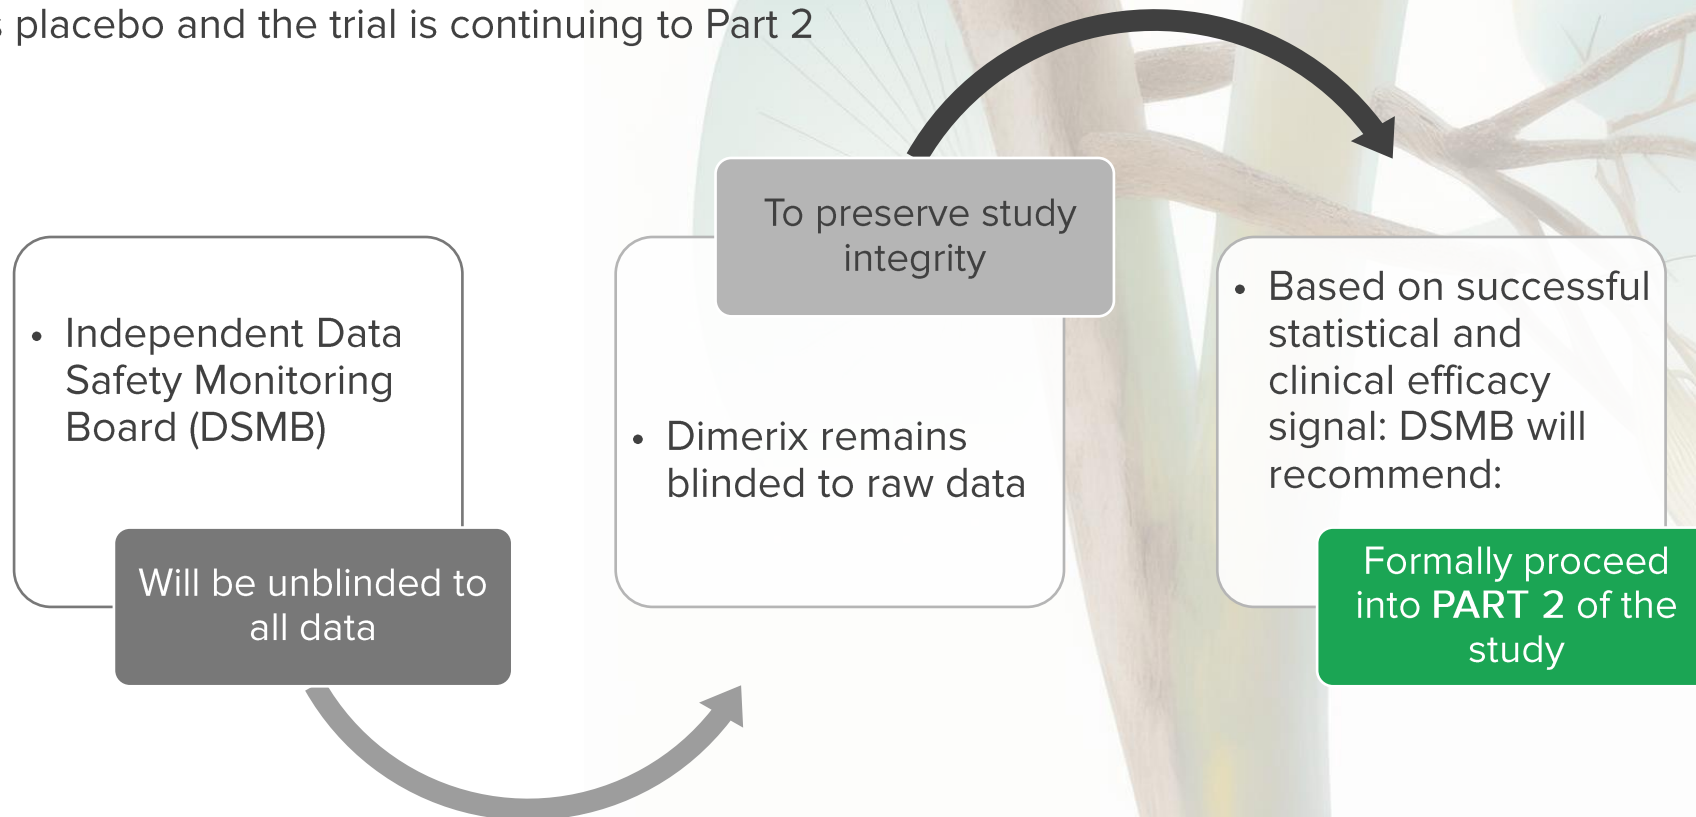 placebo and the trial is continuing to Part 2
• Independent Data
Safety Monitoring
Board (DSMB)
Will be unblinded to
all data
To preserve study
integrity
• Dimerix remains
blinded to raw data
• Based on successful
statistical and
clinical efficacy
signal: DSMB will
recommend:
Formally proceed
into PART 2 of the
study